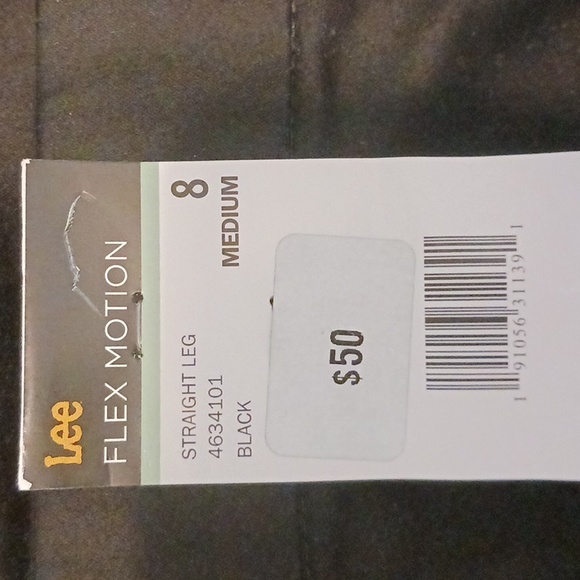 Lee
FLEX MOTION
STRAIGHT LEG
4634101
BLACK
8
MEDIUM
$50
1 91056 31139 1